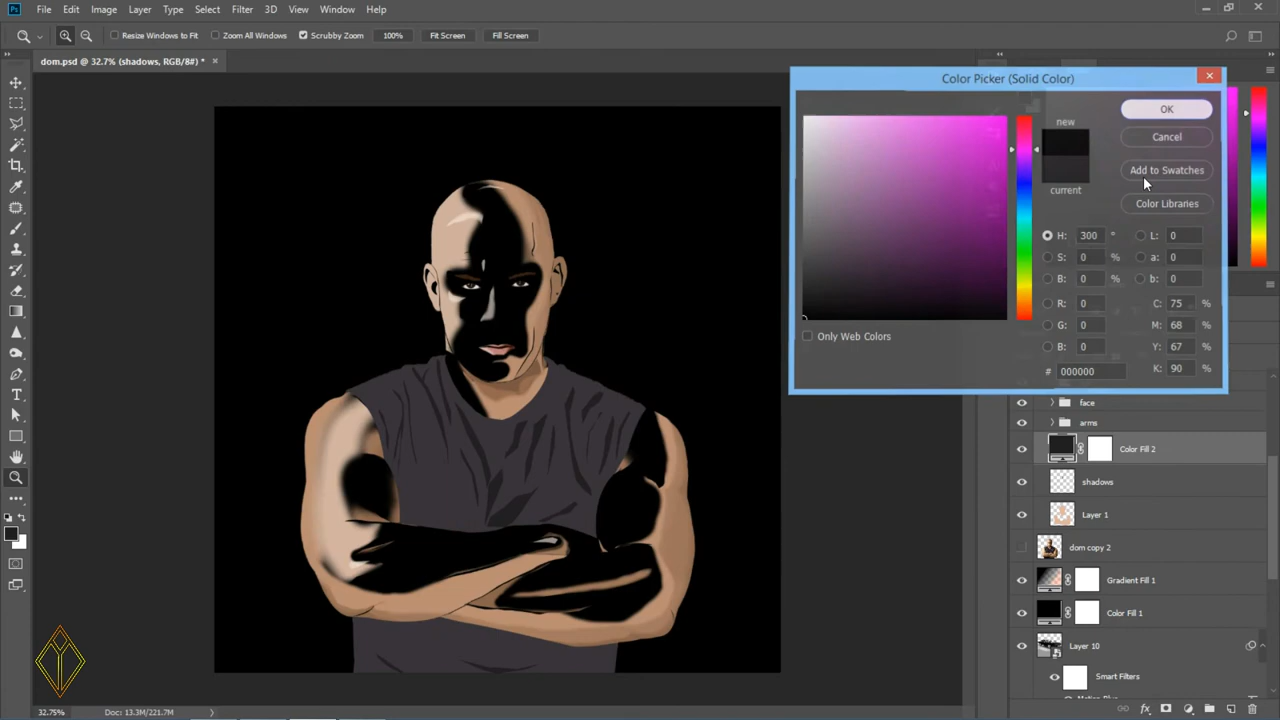 Ps File Edit Image Layer Type Select Filter 3D View Window Help
Resize Windows to Fit Zoom All Windows Scrubby Zoom 100% Fit Screen Fill Screen
dom.psd @ 32.7% (shadows, RGB/8#) * ×
Color Picker (Solid Color)
new
OK
Cancel
Add to Swatches
current
Color Libraries
H: 300 ° L: 0
S: 0 % a: 0
B: 0 % b: 0
R: 0 C: 75 %
G: 0 M: 68 %
B: 0 Y: 67 %
# 000000 K: 90 %
Only Web Colors
face
arms
Color Fill 2
shadows
Layer 1
dom copy 2
Gradient Fill 1
Color Fill 1
Layer 10
Smart Filters
32.75% Doc: 13.3M/221.7M